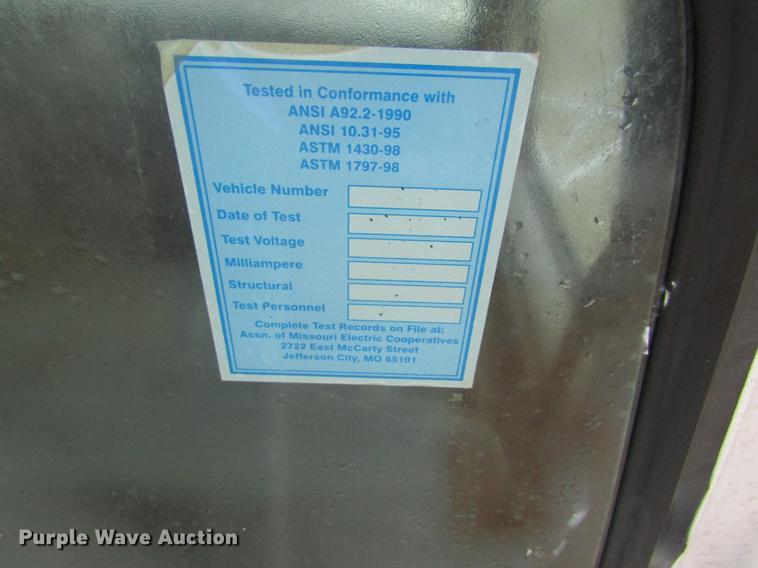 Tested in Conformance with
ANSI A92.2-1990
ANSI 10.31-95
ASTM 1430-98
ASTM 1797-98
Vehicle Number
Date of Test
Test Voltage
Milliampere
Structural
Test Personnel
Complete Test Records on File at:
Assn. of Missouri Electric Cooperatives
2722 East McCarty Street
Jefferson City, MO 65101
Purple Wave Auction